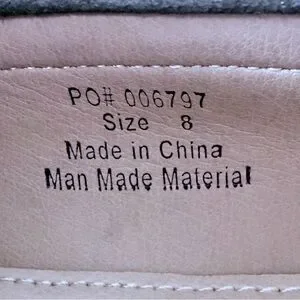 PO# 006797
Size 8
Made in China
Man Made Material